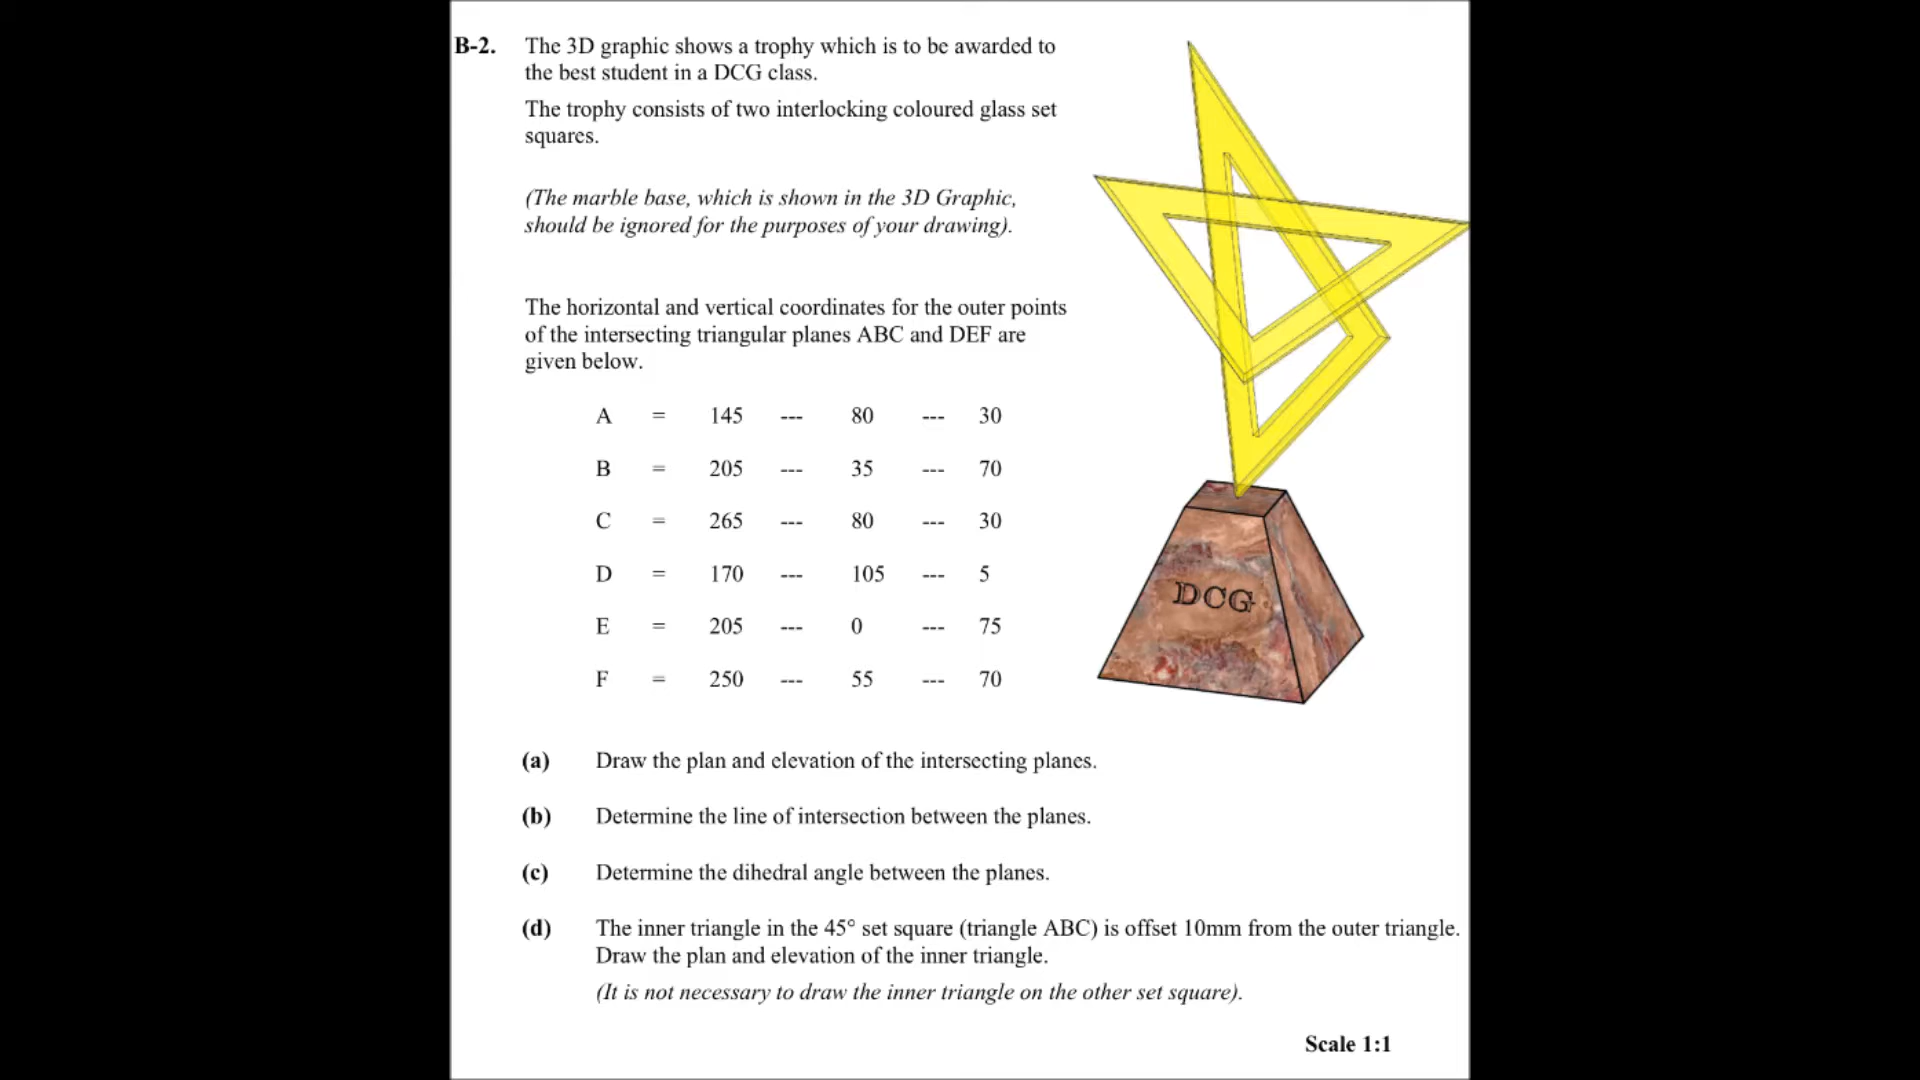 B-2. The 3D graphic shows a trophy which is to be awarded to
the best student in a DCG class.
The trophy consists of two interlocking coloured glass set
squares.
(The marble base, which is shown in the 3D Graphic,
should be ignored for the purposes of your drawing).
The horizontal and vertical coordinates for the outer points
of the intersecting triangular planes ABC and DEF are
given below.
A = 145 --- 80 --- 30
B = 205 --- 35 --- 70
C = 265 --- 80 --- 30
D = 170 --- 105 --- 5
E = 205 --- 0 --- 75
F = 250 --- 55 --- 70
DCG
(a) Draw the plan and elevation of the intersecting planes.
(b) Determine the line of intersection between the planes.
(c) Determine the dihedral angle between the planes.
(d) The inner triangle in the 45° set square (triangle ABC) is offset 10mm from the outer triangle.
Draw the plan and elevation of the inner triangle.
(It is not necessary to draw the inner triangle on the other set square).
Scale 1:1